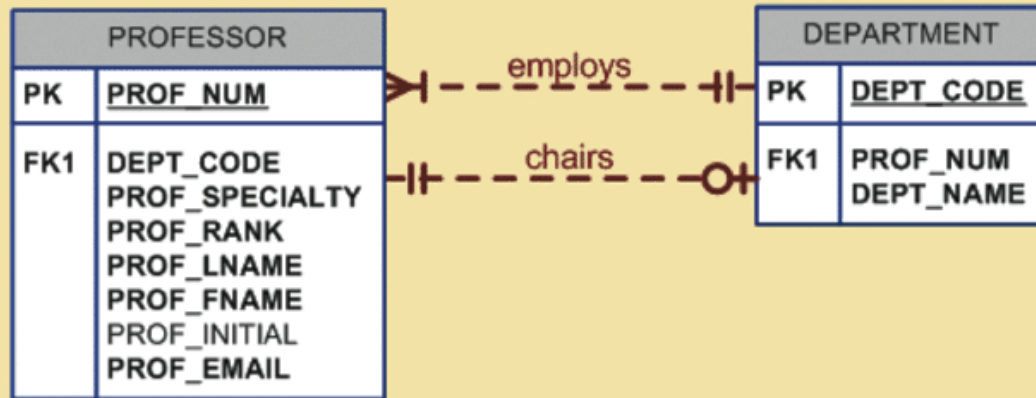 PROFESSOR
PK PROF_NUM
FK1 DEPT_CODE
PROF_SPECIALTY
PROF_RANK
PROF_LNAME
PROF_FNAME
PROF_INITIAL
PROF_EMAIL
employs
chairs
DEPARTMENT
PK DEPT_CODE
FK1 PROF_NUM
DEPT_NAME